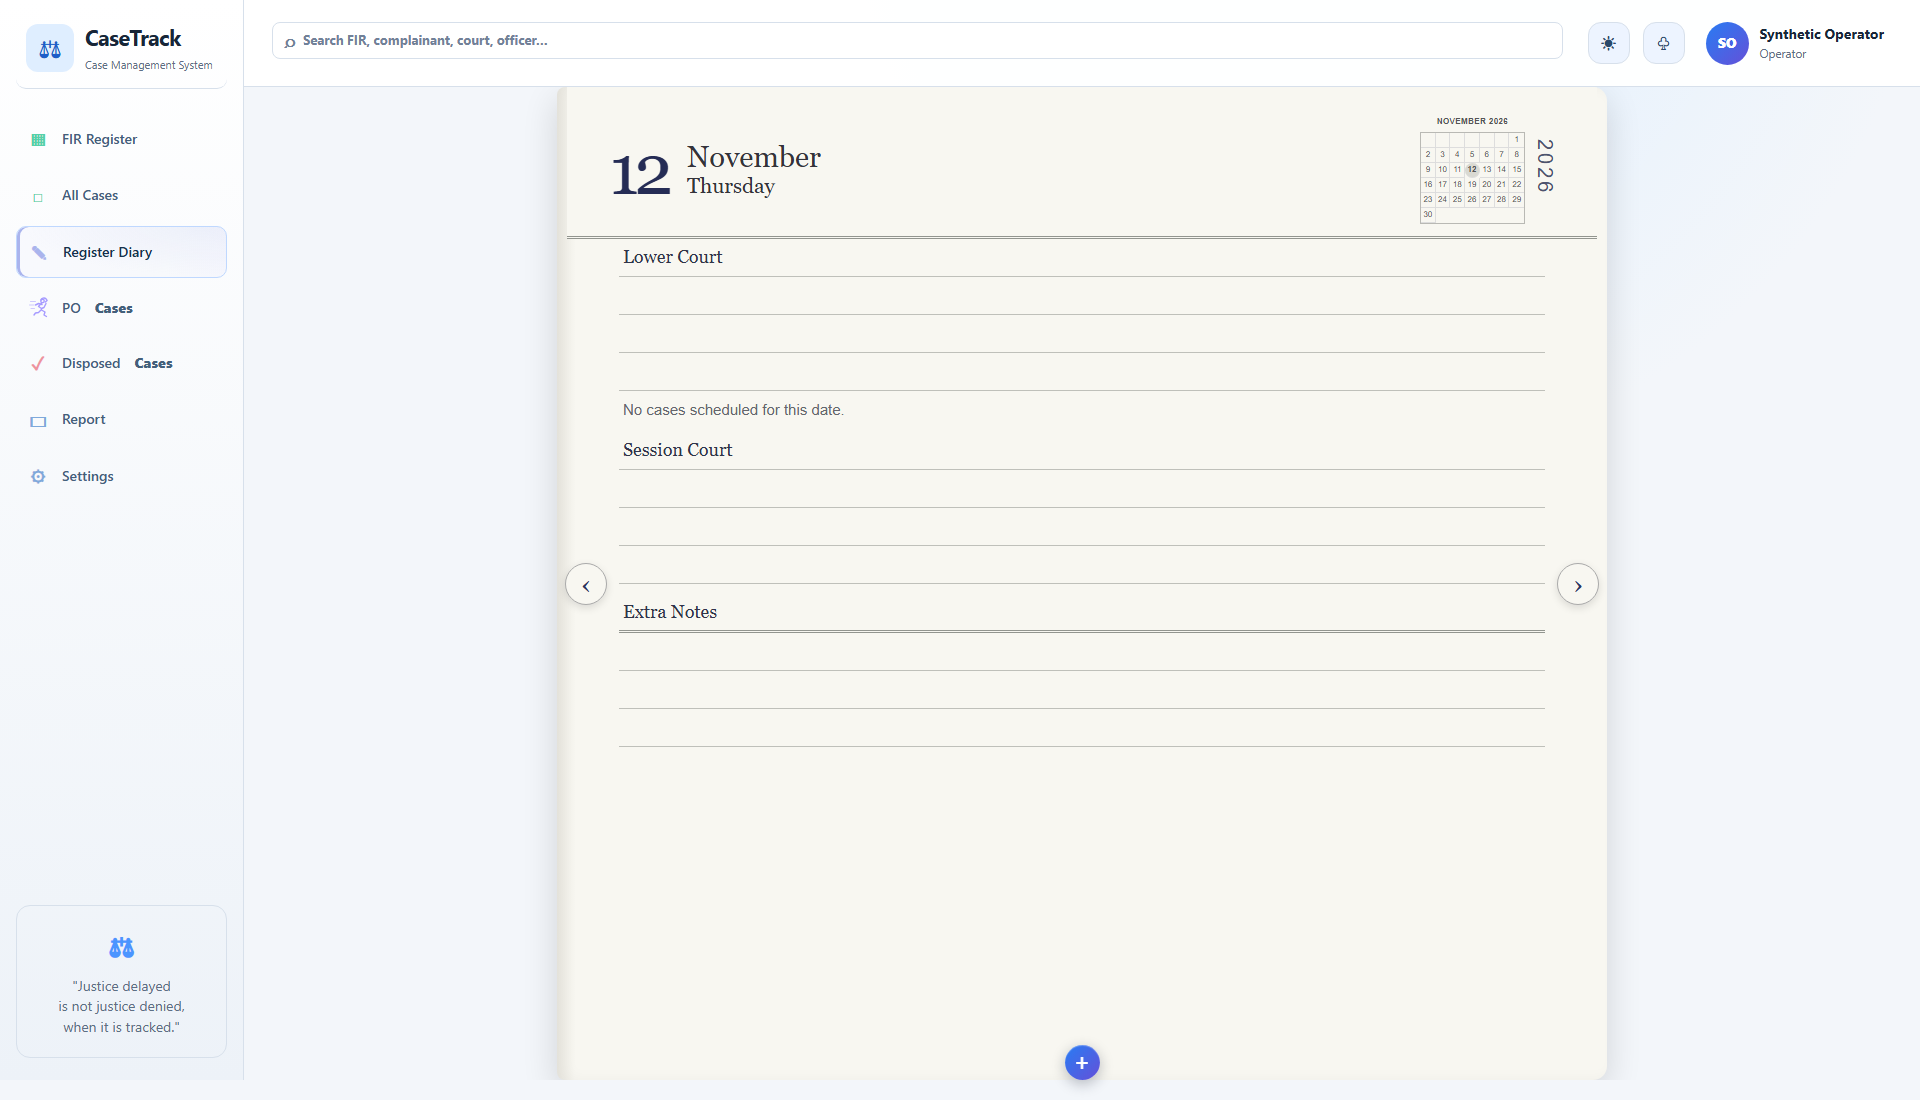 CaseTrack
Case Management System
Search FIR, complainant, court, officer...
SO
Synthetic Operator
Operator
FIR Register
All Cases
Register Diary
PO Cases
Disposed Cases
Report
Settings
"Justice delayed
is not justice denied,
when it is tracked."
12
November
Thursday
NOVEMBER 2026
1
2 3 4 5 6 7 8
9 10 11 12 13 14 15
16 17 18 19 20 21 22
23 24 25 26 27 28 29
30
2026
Lower Court
No cases scheduled for this date.
Session Court
Extra Notes
‹
›
+